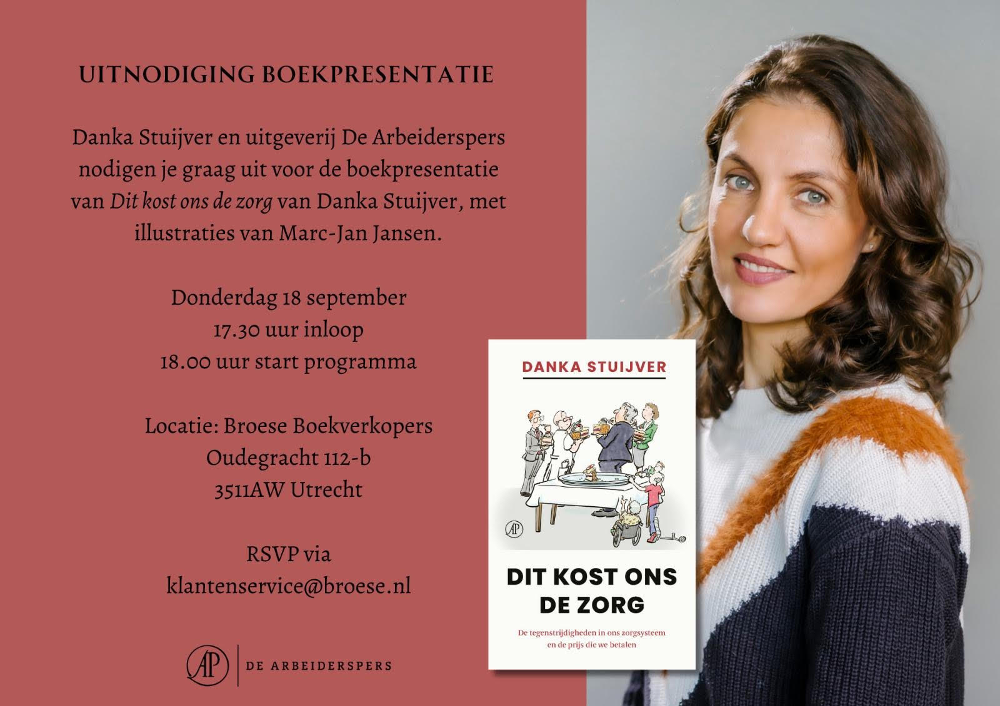 UITNODIGING BOEKPRESENTATIE
Danka Stuijver en uitgeverij De Arbeiderspers
nodigen je graag uit voor de boekpresentatie
van Dit kost ons de zorg van Danka Stuijver, met
illustraties van Marc-Jan Jansen.
Donderdag 18 september
17.30 uur inloop
18.00 uur start programma
Locatie: Broese Boekverkopers
Oudegracht 112-b
3511AW Utrecht
RSVP via
klantenservice@broese.nl
AP
DE ARBEIDERSPERS
DANKA STUIJVER
AP
DIT KOST ONS
DE ZORG
De tegenstrijdigheden in ons zorgsysteem
en de prijs die we betalen